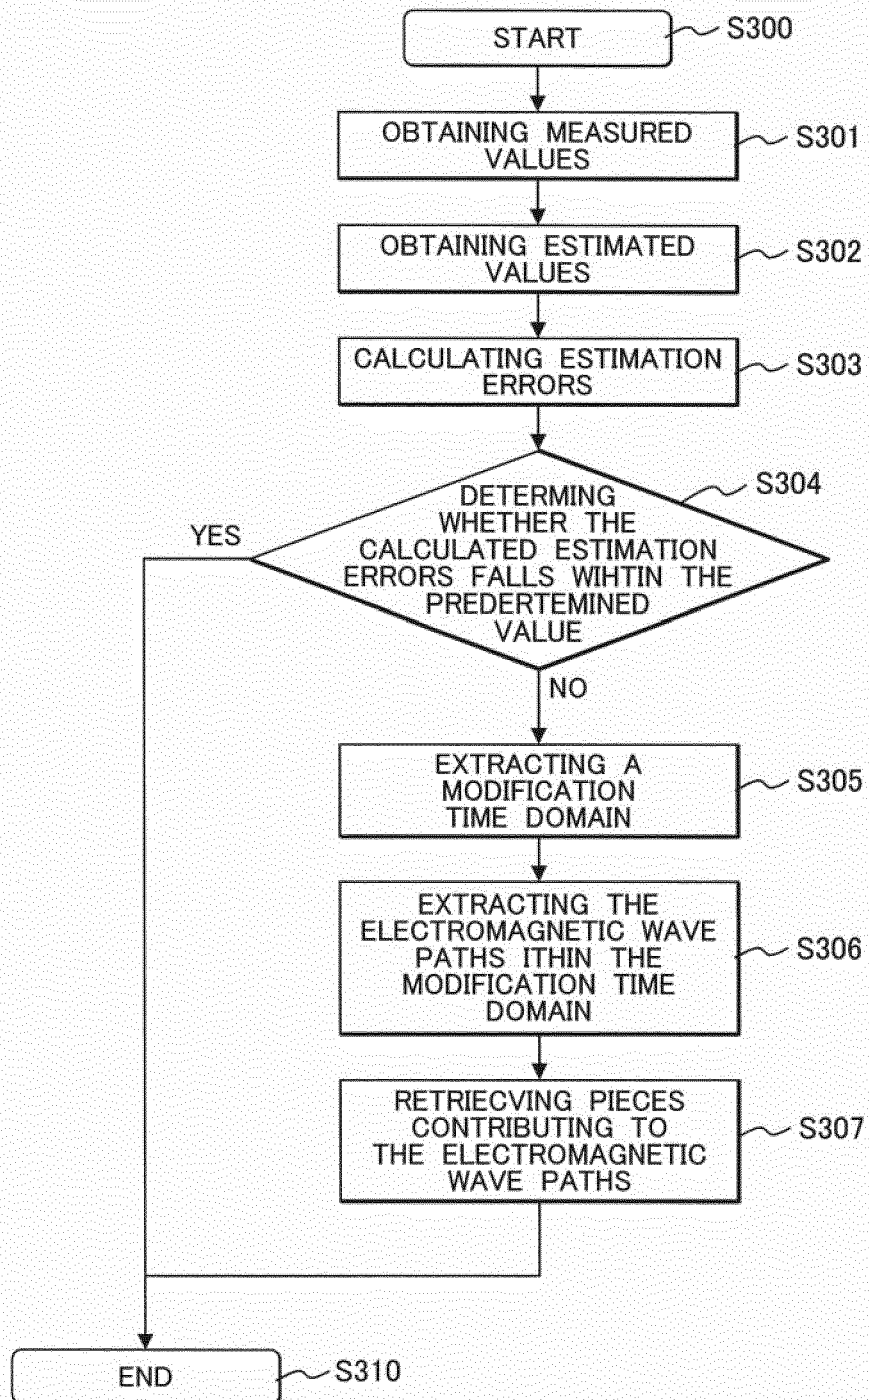 START
S300
OBTAINING MEASURED
VALUES
S301
OBTAINING ESTIMATED
VALUES
S302
CALCULATING ESTIMATION
ERRORS
S303
DETERMING
WHETHER THE
CALCULATED ESTIMATION
ERRORS FALLS WIHTIN THE
PREDERTEMINED
VALUE
S304
YES
NO
EXTRACTING A
MODIFICATION
TIME DOMAIN
S305
EXTRACTING THE
ELECTROMAGNETIC WAVE
PATHS ITHIN THE
MODIFICATION TIME
DOMAIN
S306
RETRIECVING PIECES
CONTRIBUTING TO
THE ELECTROMAGNETIC
WAVE PATHS
S307
END
S310